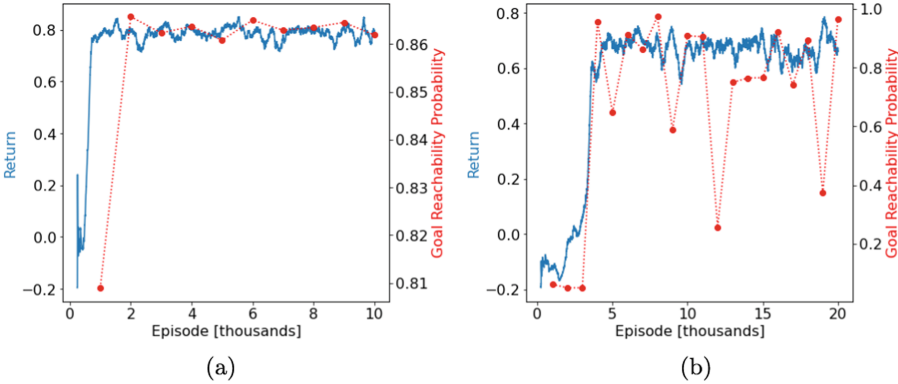 0.8
0.6
0.4
0.2
0.0
−0.2
Return
0 2 4 6 8 10
Episode [thousands]
0.86
0.85
0.84
0.83
0.82
0.81
Goal Reachability Probability
(a)
0.8
0.6
0.4
0.2
0.0
−0.2
Return
0 5 10 15 20
Episode [thousands]
1.0
0.8
0.6
0.4
0.2
Goal Reachability Probability
(b)